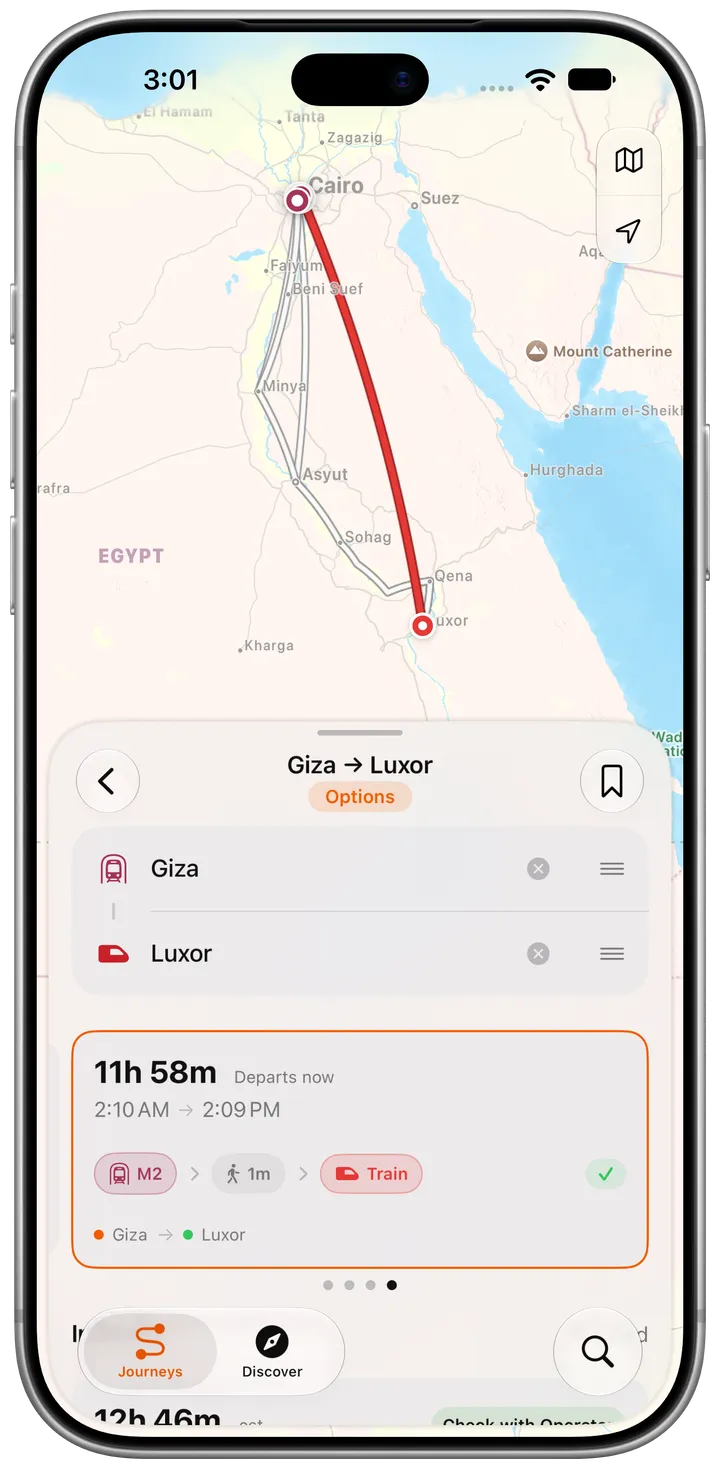 3:01
El Hamam
Tanta
Zagazig
Cairo
Suez
Faiyum
Beni Suef
Mount Catherine
Minya
Sharm el-Sheikh
Hurghada
Asyut
Sohag
EGYPT
Qena
Luxor
Kharga
Giza → Luxor
Options
Giza
Luxor
11h 58m Departs now
2:10 AM → 2:09 PM
M2 > 1m > Train
Giza → Luxor
Journeys
Discover
12h 46m est
Check with Operator